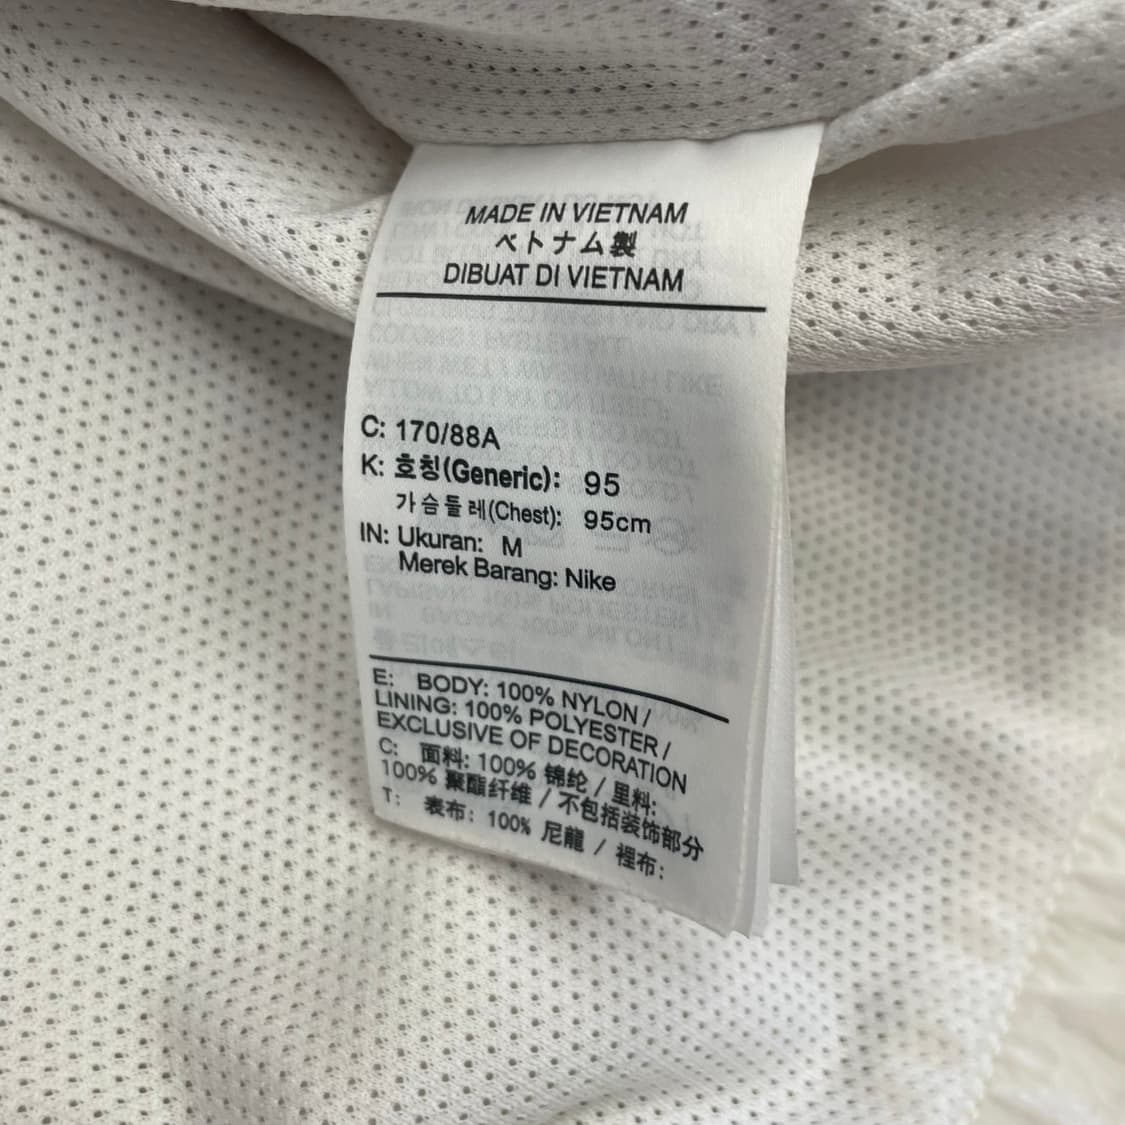 MADE IN VIETNAM
ベトナム製
DIBUAT DI VIETNAM
C: 170/88A
K: 호칭(Generic): 95
가슴둘레(Chest): 95cm
IN: Ukuran: M
Merek Barang: Nike
E: BODY: 100% NYLON /
LINING: 100% POLYESTER /
EXCLUSIVE OF DECORATION
C: 面料: 100% 锦纶 / 里料:
100% 聚酯纤维 / 不包括装饰部分
T: 表布: 100% 尼龍 / 裡布: